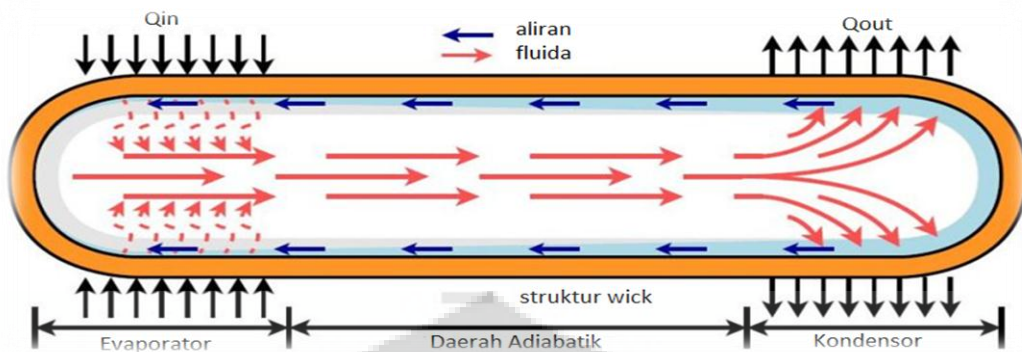 Qin
aliran
fluida
Qout
struktur wick
Evaporator
Daerah Adiabatik
Kondensor